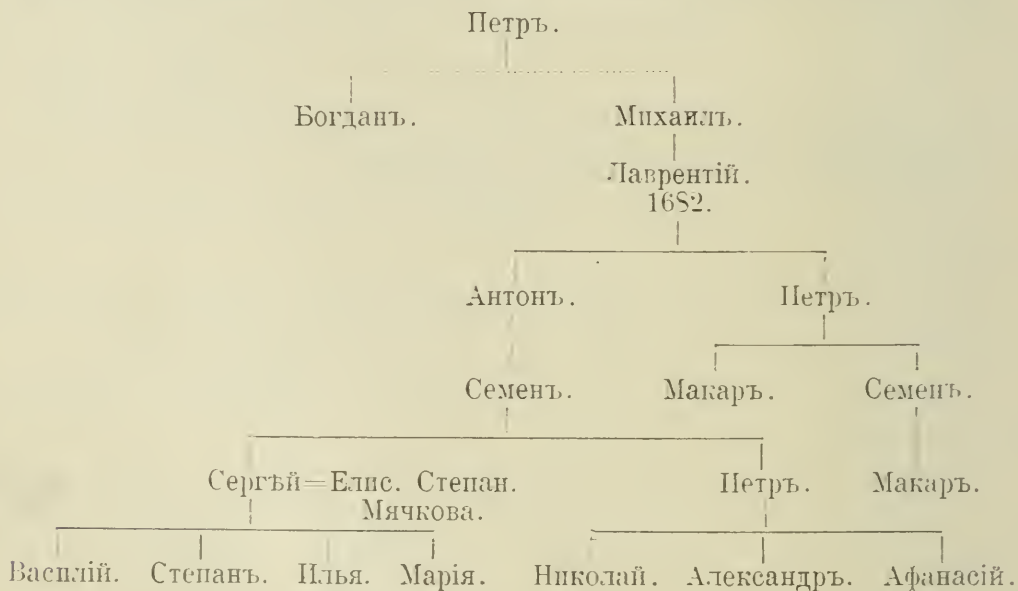 Петръ.
Богданъ. Михаилъ.
Лаврентій.
1682.
Антонъ. Петръ.
Семенъ. Макаръ. Семенъ.
Сергѣй=Елис. Степан. Петръ. Макаръ.
Мячкова.
Василій. Степанъ. Илья. Марія. Николай. Александръ. Афанасій.